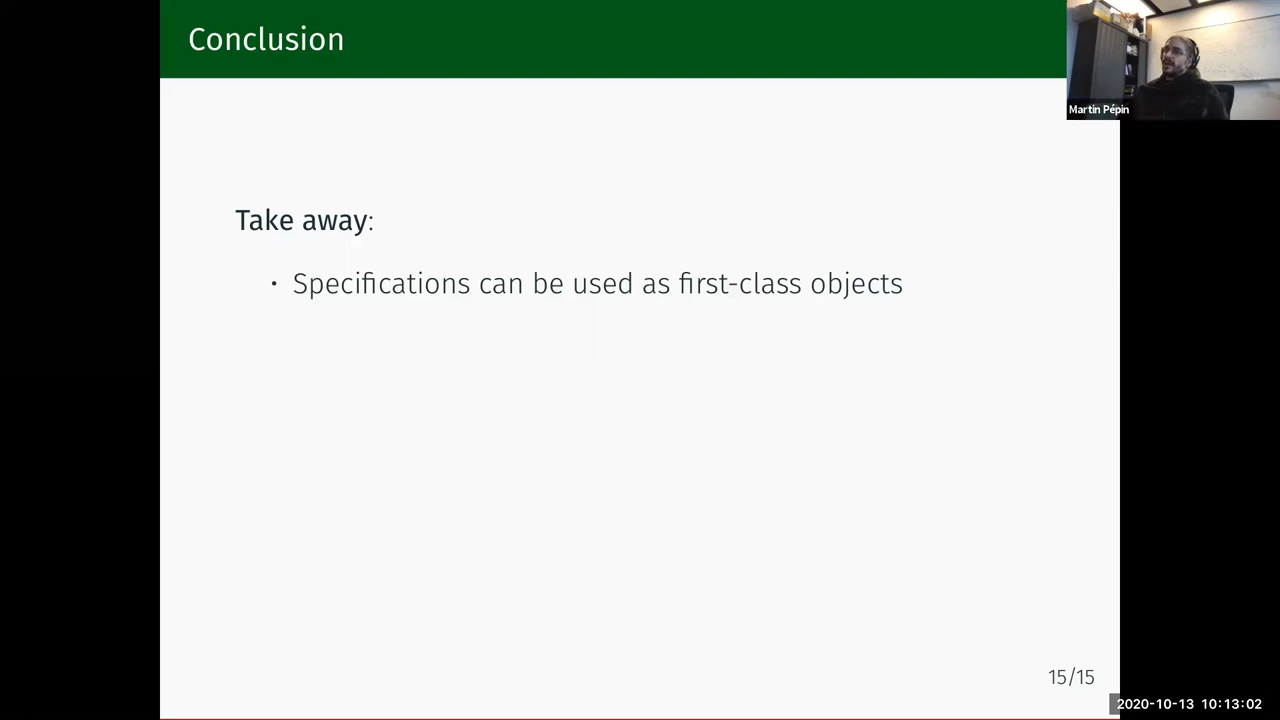 Conclusion
Martin Pépin
Take away:
• Specifications can be used as first-class objects
15/15
2020-10-13 10:13:02